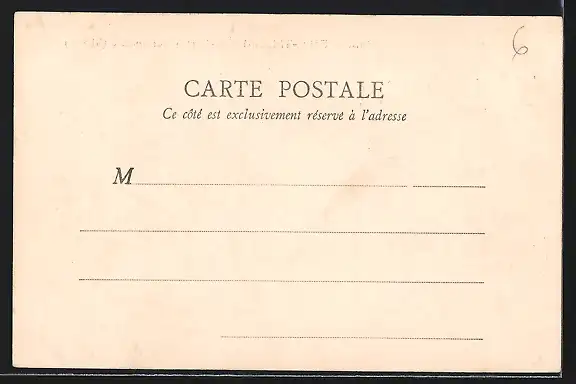 6
CARTE POSTALE
Ce côté est exclusivement réservé à l'adresse
M